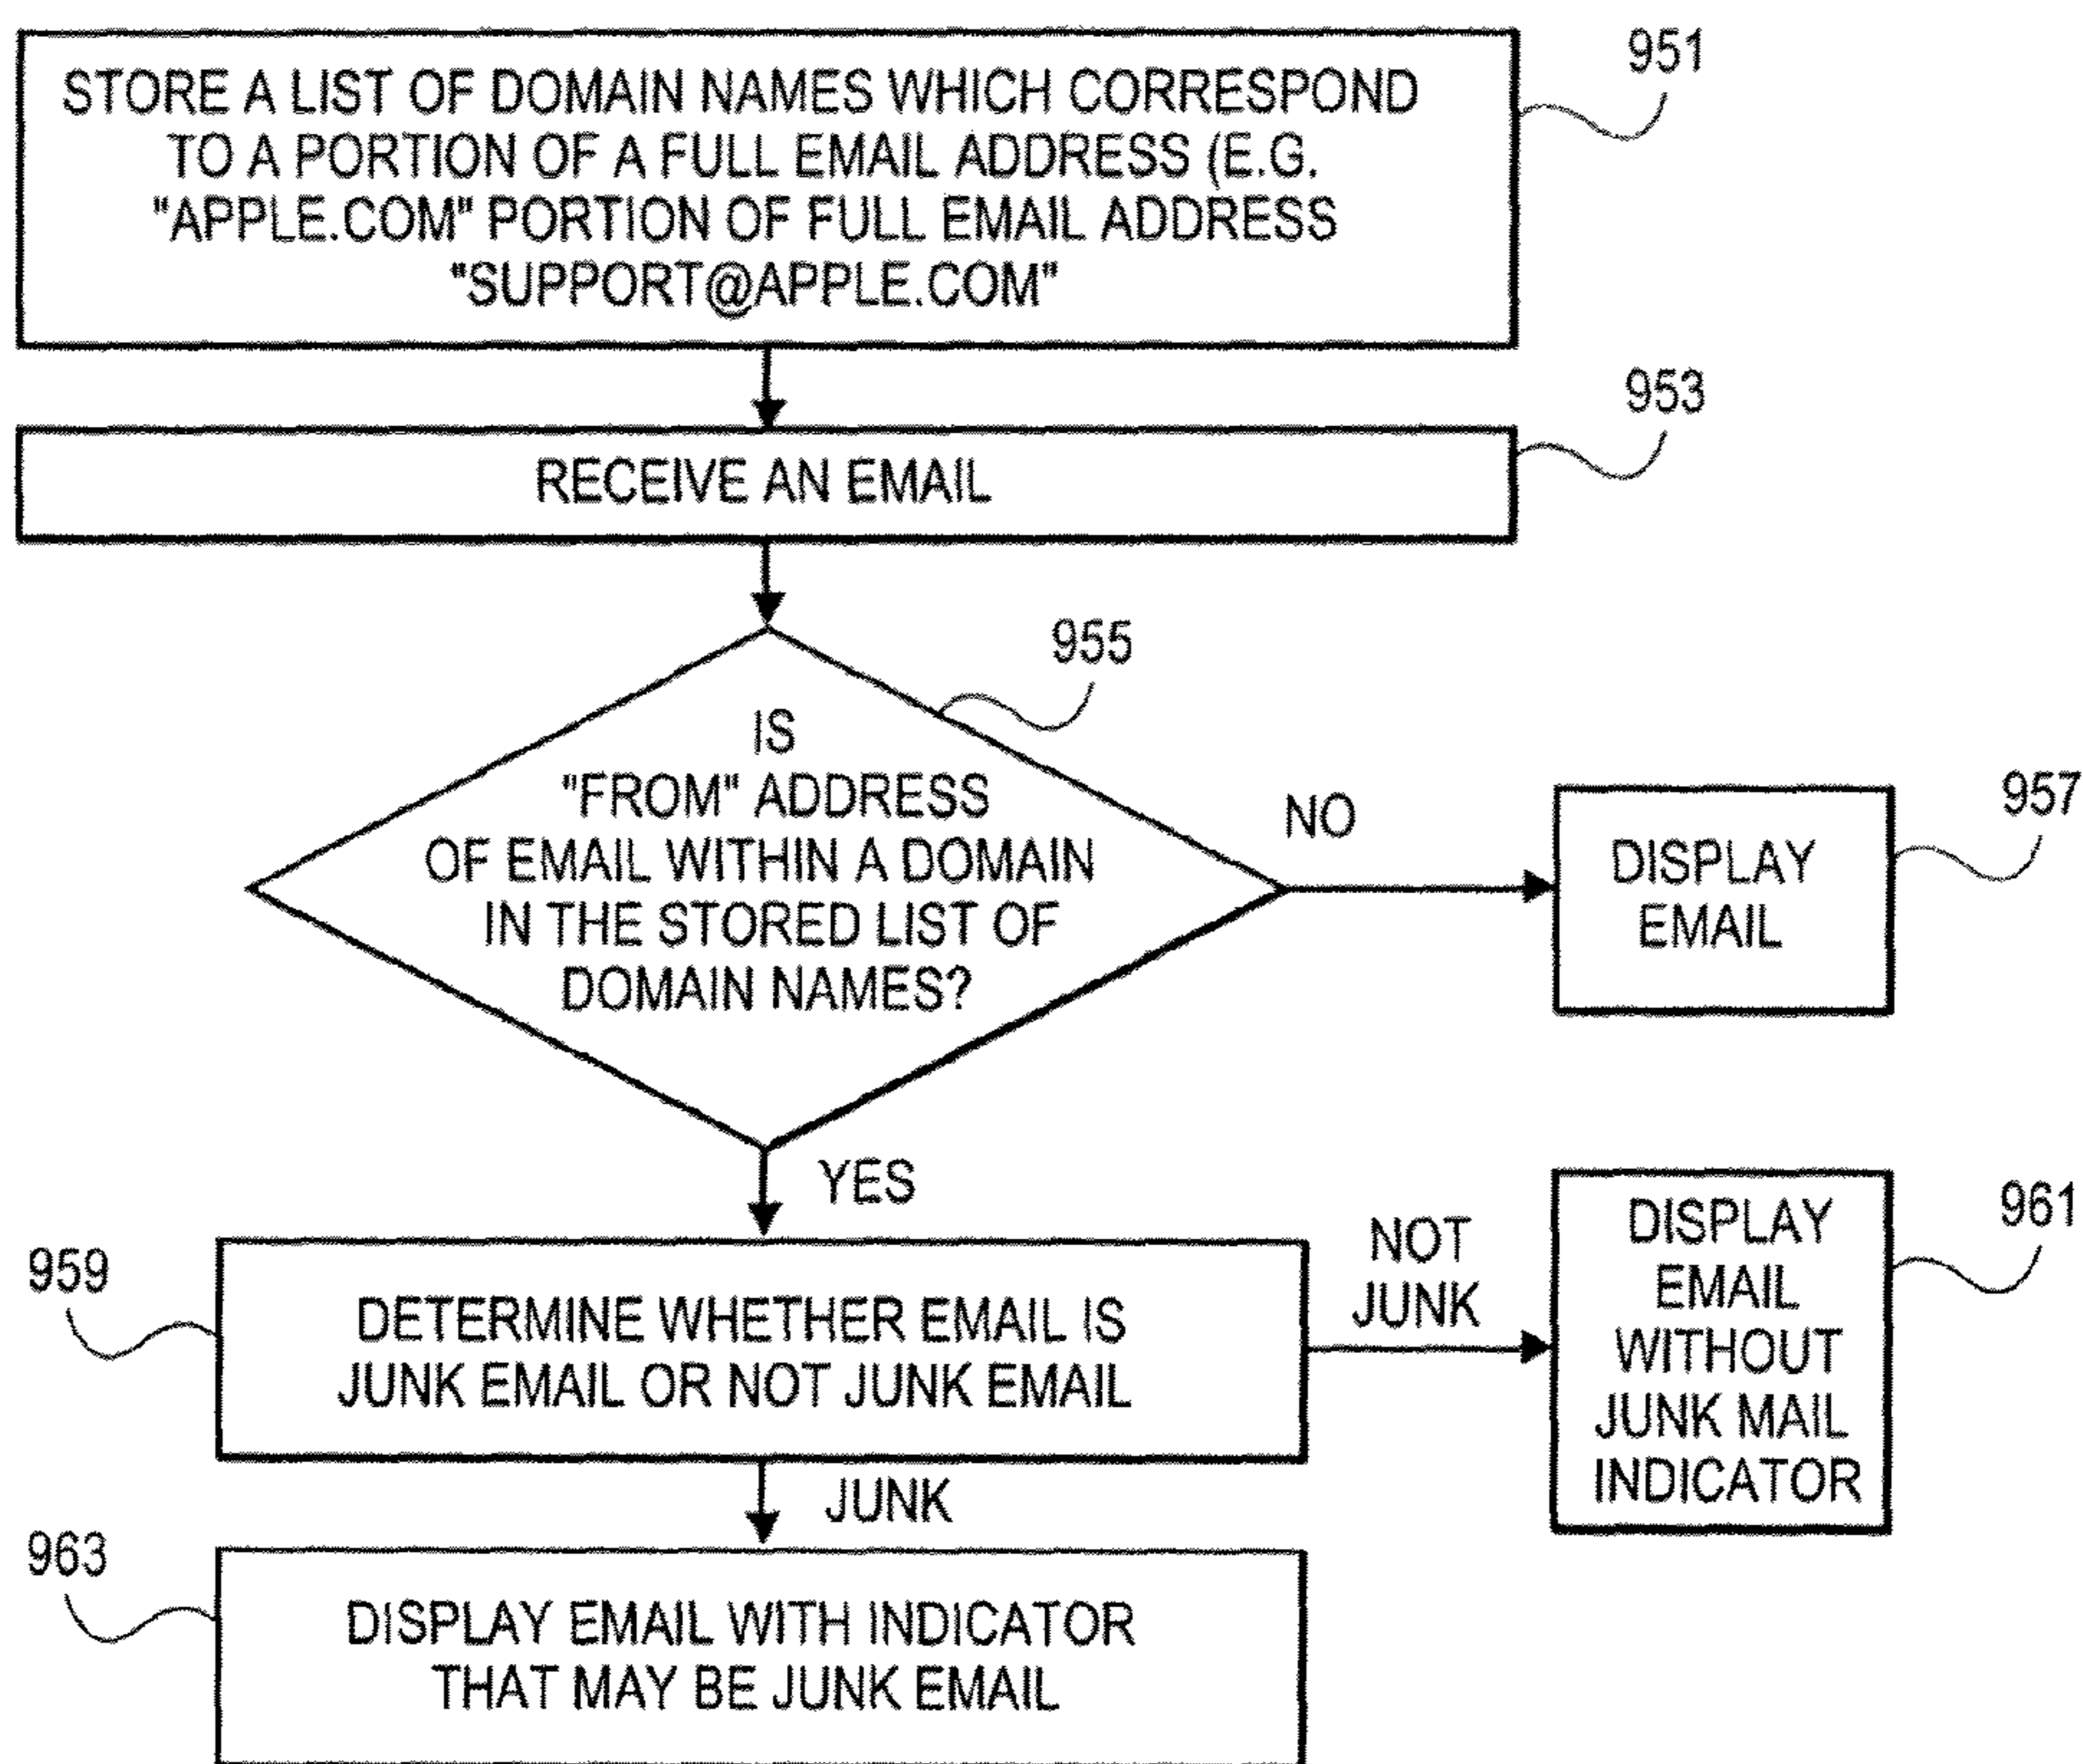 951
STORE A LIST OF DOMAIN NAMES WHICH CORRESPOND
TO A PORTION OF A FULL EMAIL ADDRESS (E.G.
"APPLE.COM" PORTION OF FULL EMAIL ADDRESS
"SUPPORT@APPLE.COM"
953
RECEIVE AN EMAIL
955
IS
"FROM" ADDRESS
OF EMAIL WITHIN A DOMAIN
IN THE STORED LIST OF
DOMAIN NAMES?
NO
957
DISPLAY
EMAIL
YES
959
DETERMINE WHETHER EMAIL IS
JUNK EMAIL OR NOT JUNK EMAIL
NOT
JUNK
961
DISPLAY
EMAIL
WITHOUT
JUNK MAIL
INDICATOR
JUNK
963
DISPLAY EMAIL WITH INDICATOR
THAT MAY BE JUNK EMAIL